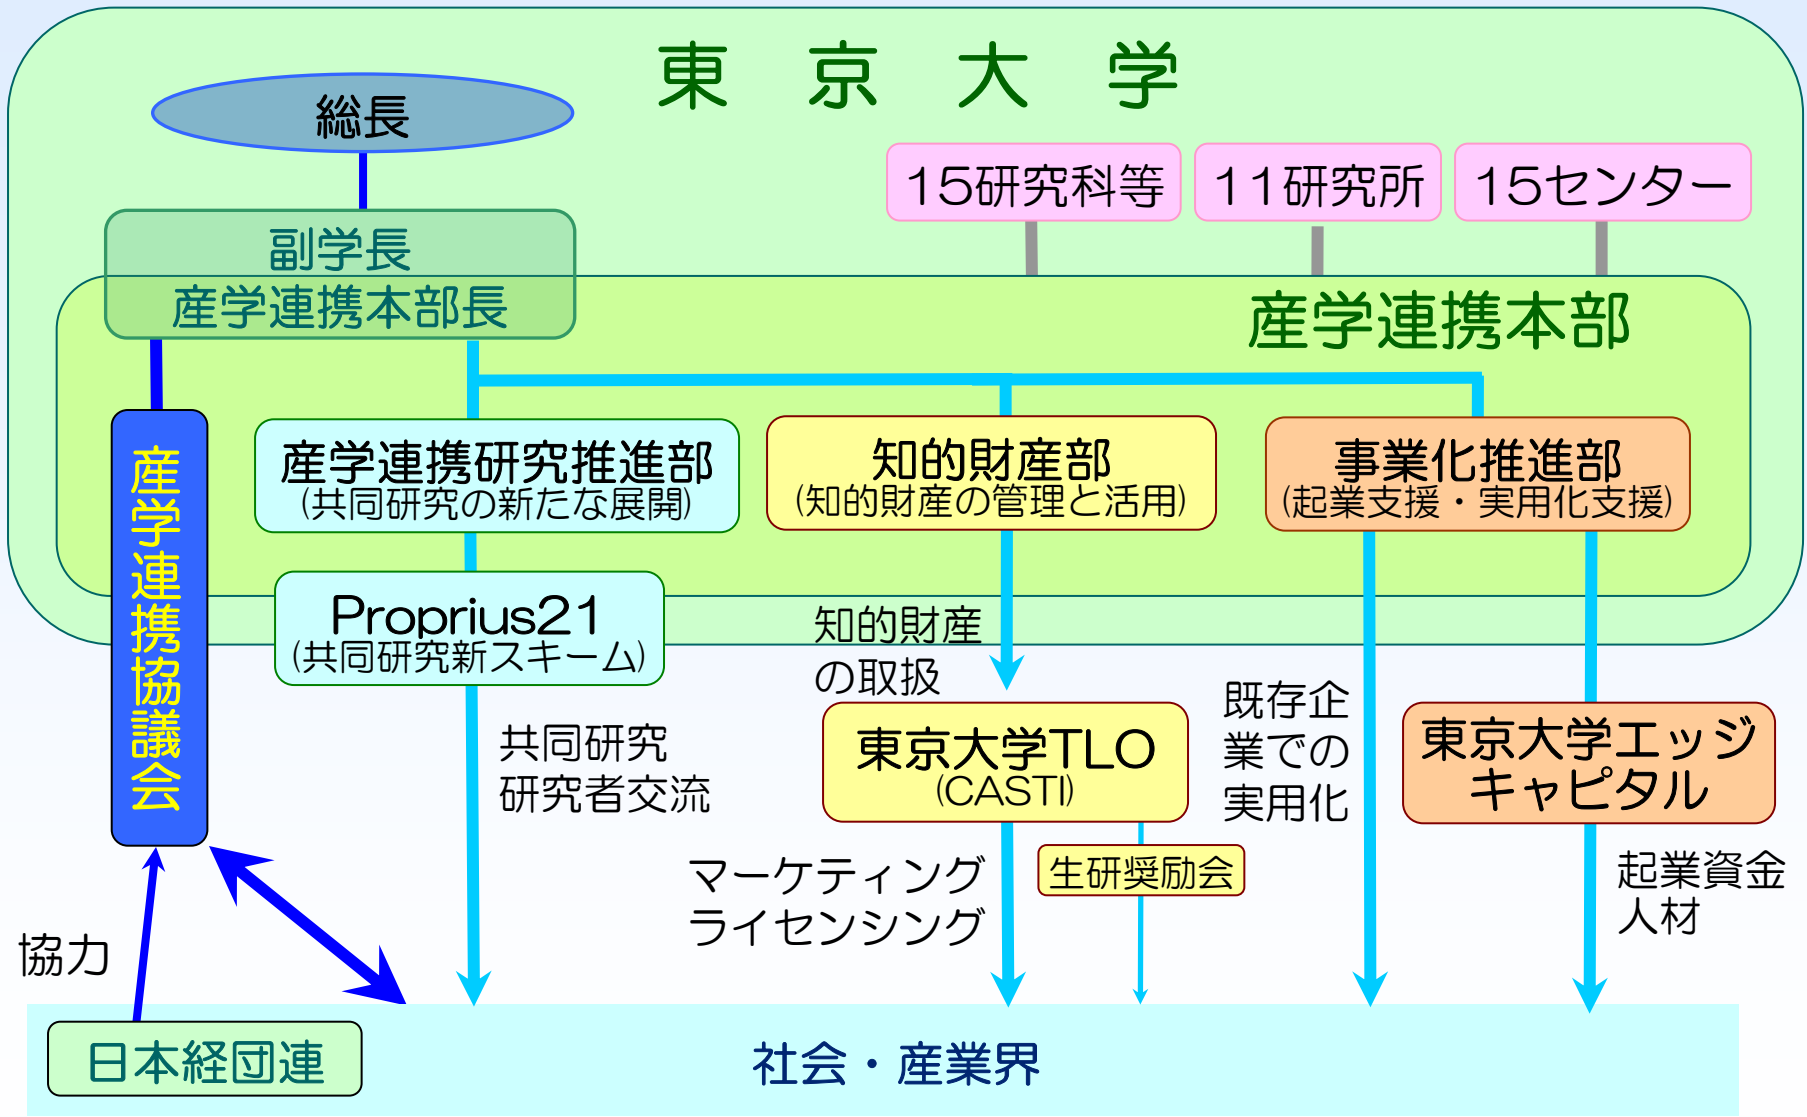 東京大学
総長
15研究科等
11研究所
15センター
副学長
産学連携本部長
産学連携本部
産学連携研究推進部
(共同研究の新たな展開)
知的財産部
(知的財産の管理と活用)
事業化推進部
(起業支援・実用化支援)
産学連携協議会
Proprius21
(共同研究新スキーム)
知的財産
の取扱
共同研究
研究者交流
東京大学TLO
(CASTI)
既存企
業での
実用化
東京大学エッジ
キャピタル
マーケティング
ライセンシング
生研奨励会
起業資金
人材
協力
日本経団連
社会・産業界